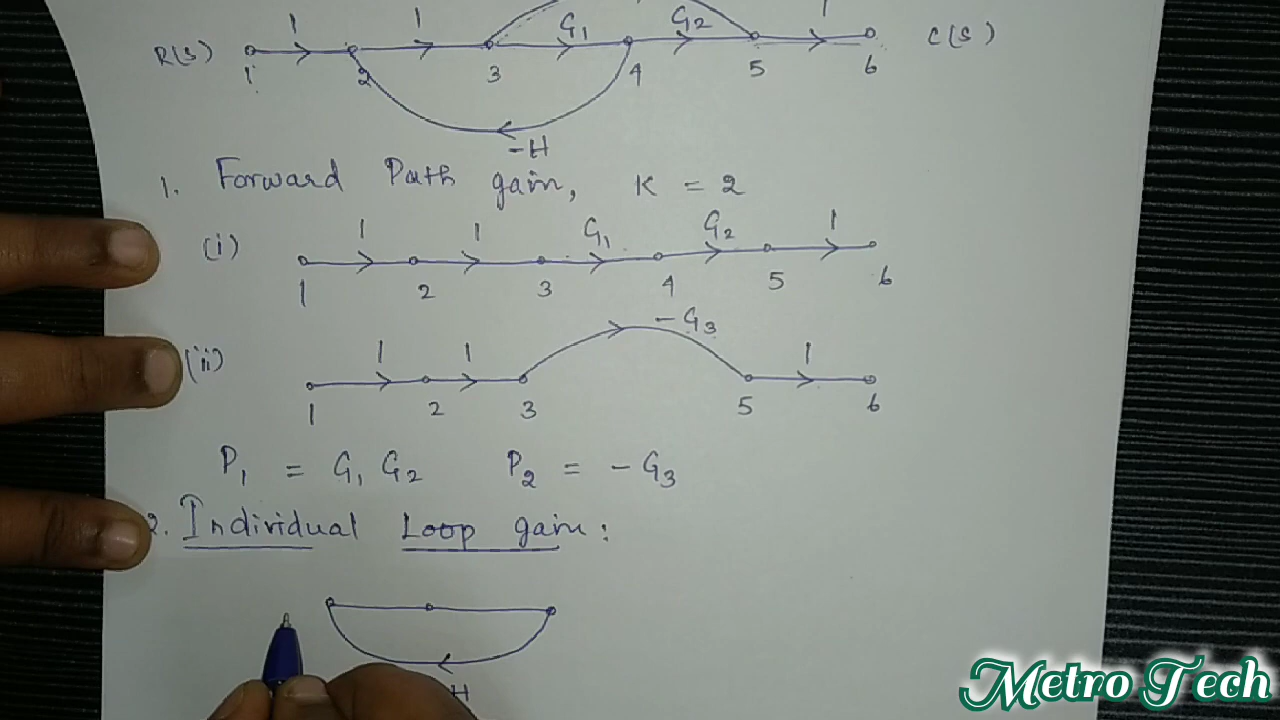 1 1 G1 G2 1
R(S) C(S)
1 2 3 4 5 6
-H
1. Forward Path gain, K = 2
(i) 1 1 G1 G2 1
1 2 3 4 5 6
-G3
(ii) 1 1 1
1 2 3 5 6
P1 = G1 G2 P2 = -G3
2. Individual Loop gain:
H
Metro Tech